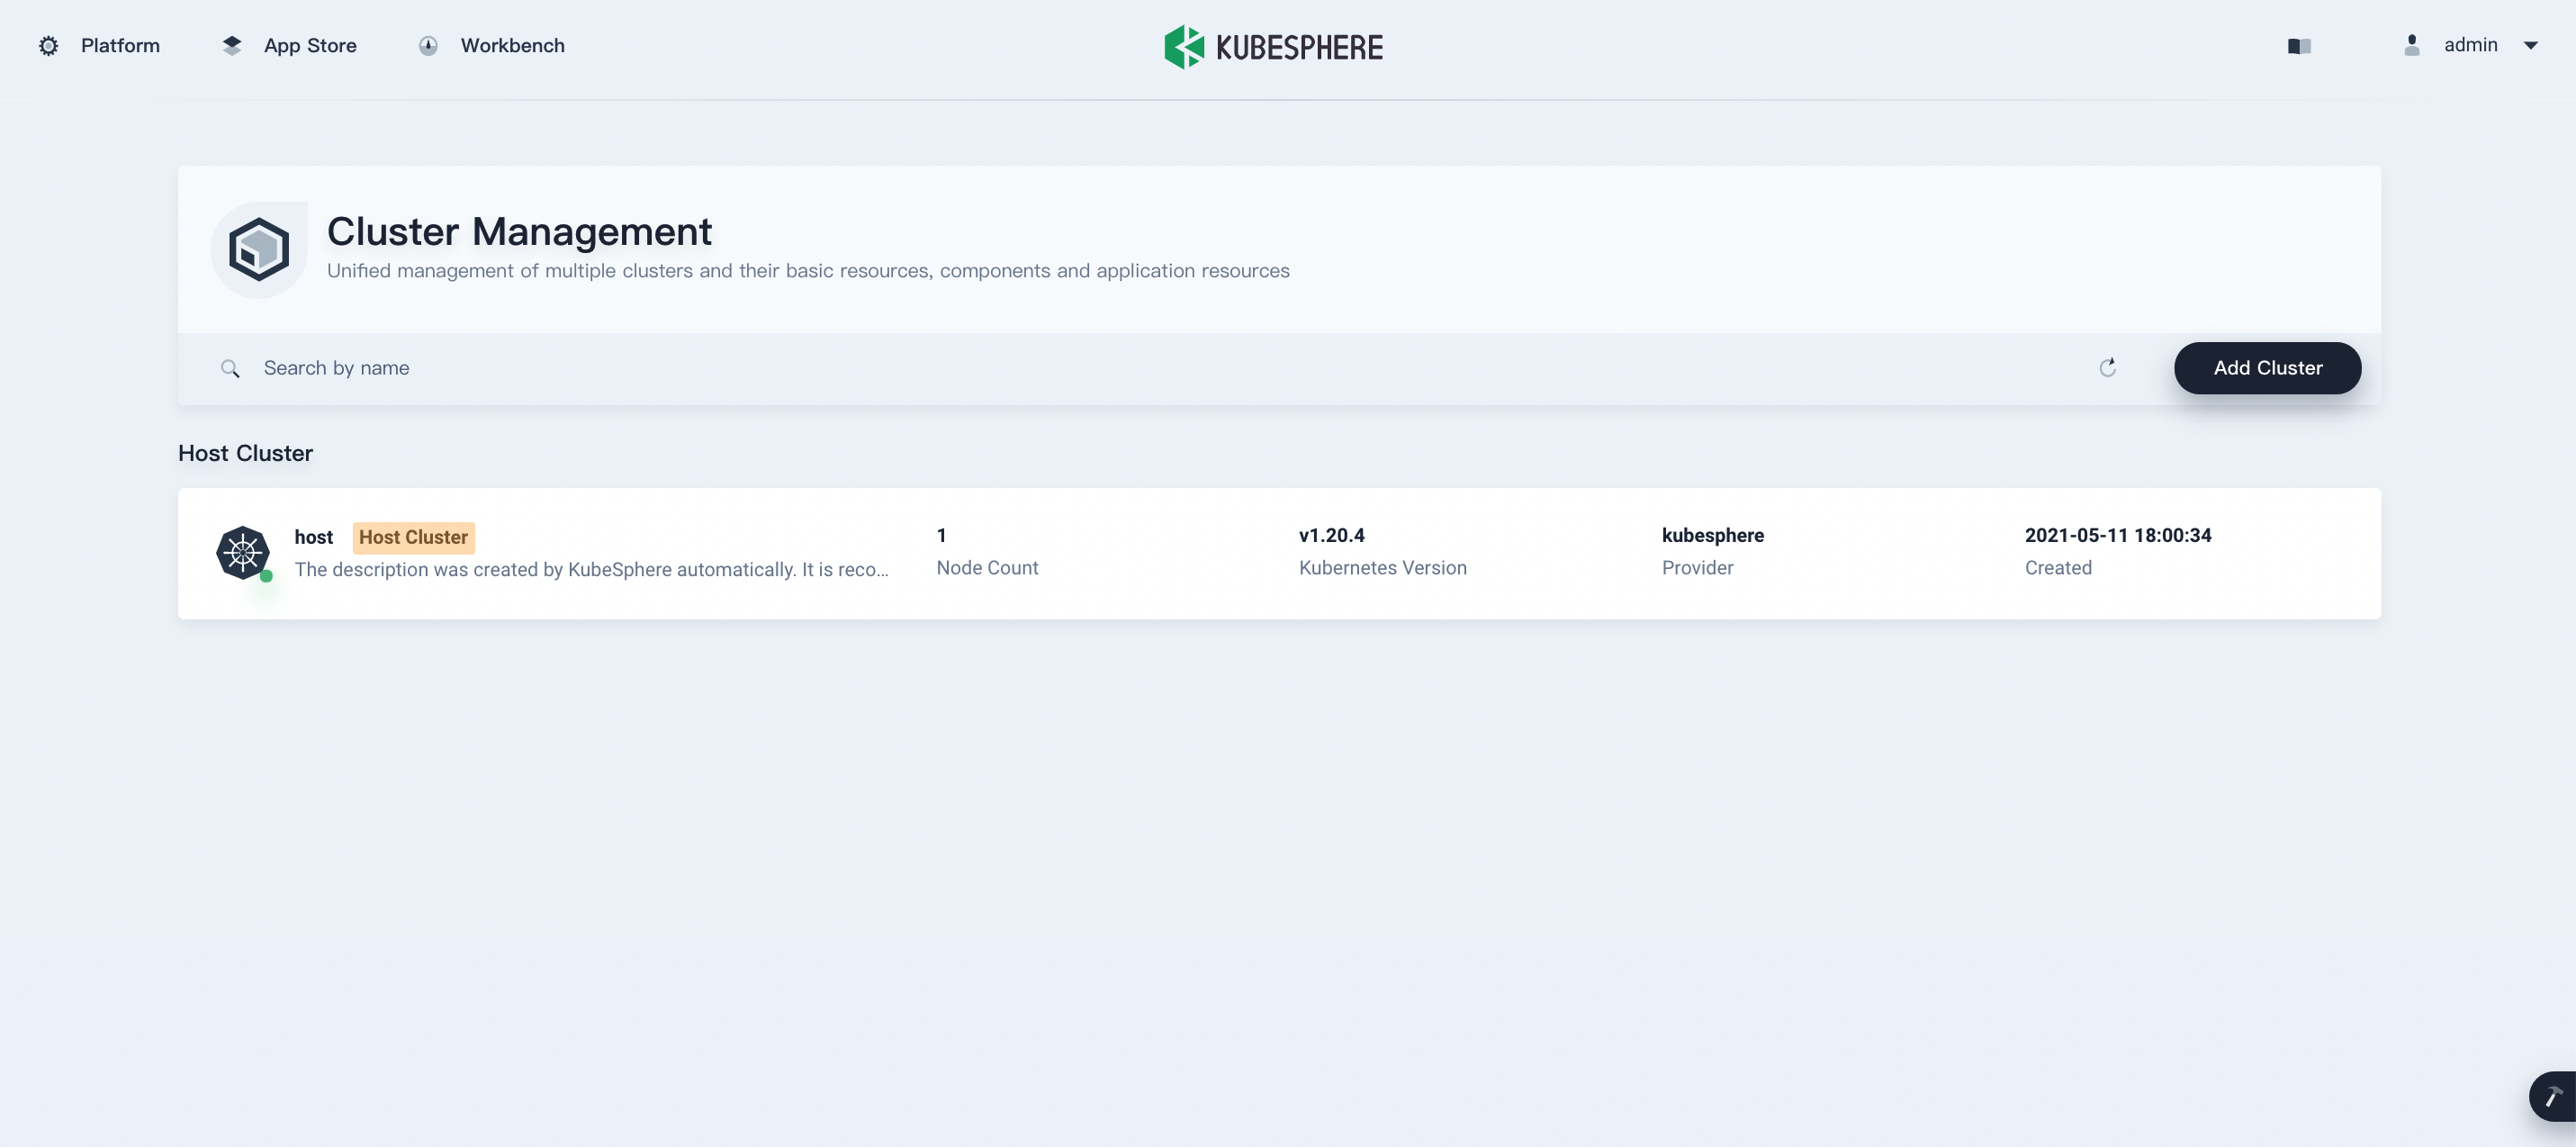 Platform
App Store
Workbench
KUBESPHERE
admin
Cluster Management
Unified management of multiple clusters and their basic resources, components and application resources
Search by name
Add Cluster
Host Cluster
host Host Cluster
The description was created by KubeSphere automatically. It is reco...
1
Node Count
v1.20.4
Kubernetes Version
kubesphere
Provider
2021-05-11 18:00:34
Created